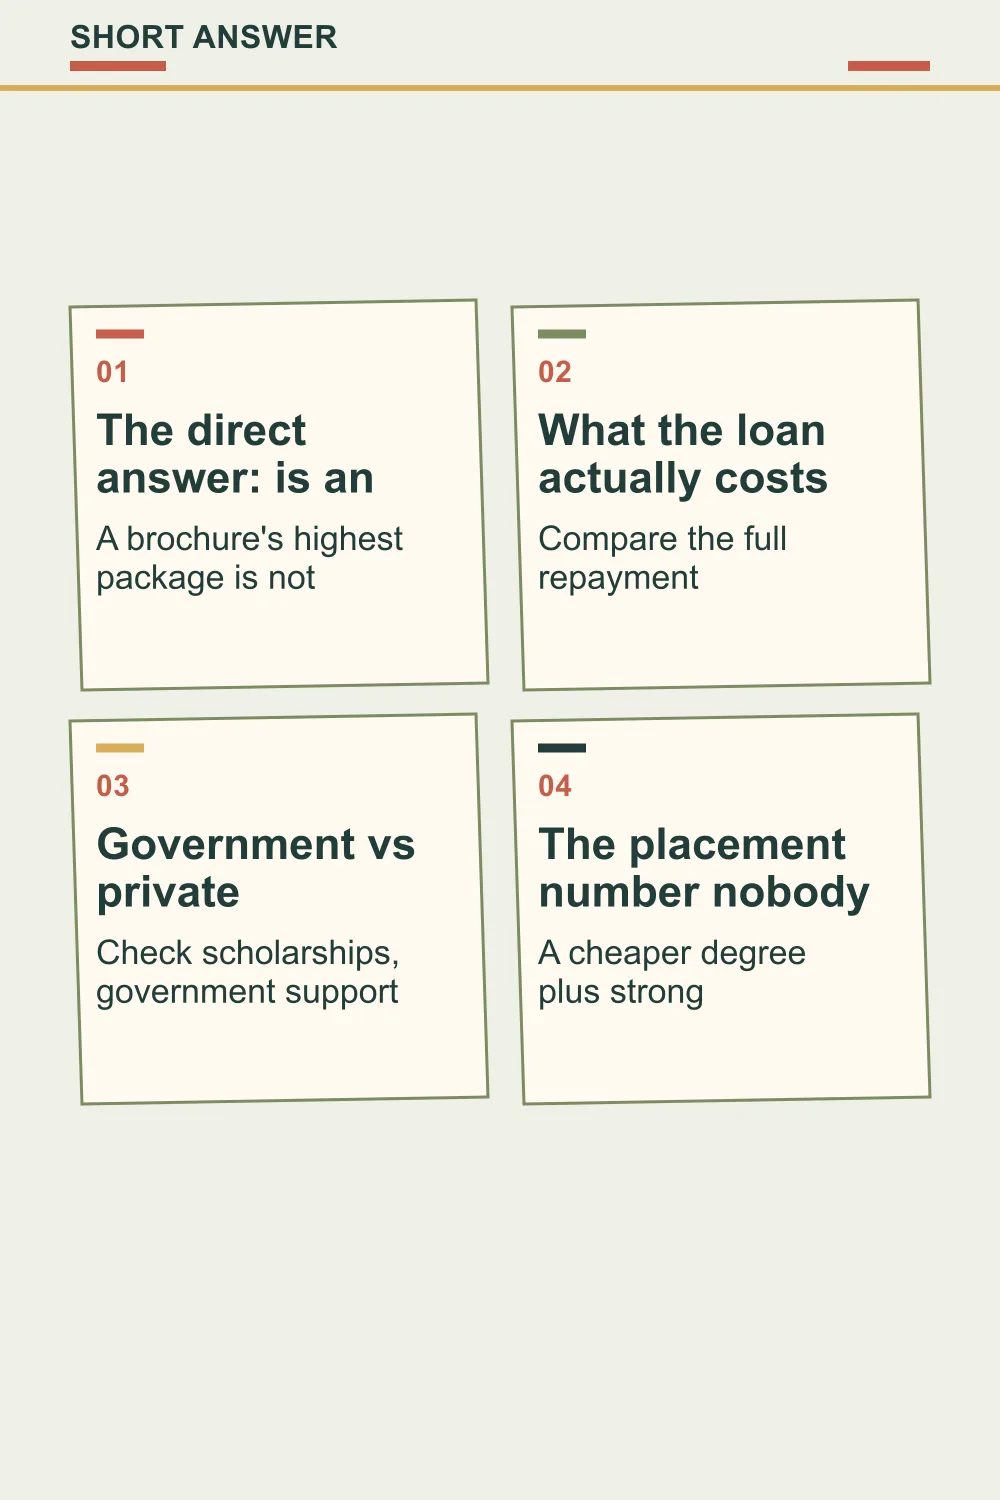 SHORT ANSWER
01
The direct
answer: is an
A brochure's highest
package is not
02
What the loan
actually costs
Compare the full
repayment
03
Government vs
private
Check scholarships,
government support
04
The placement
number nobody
A cheaper degree
plus strong